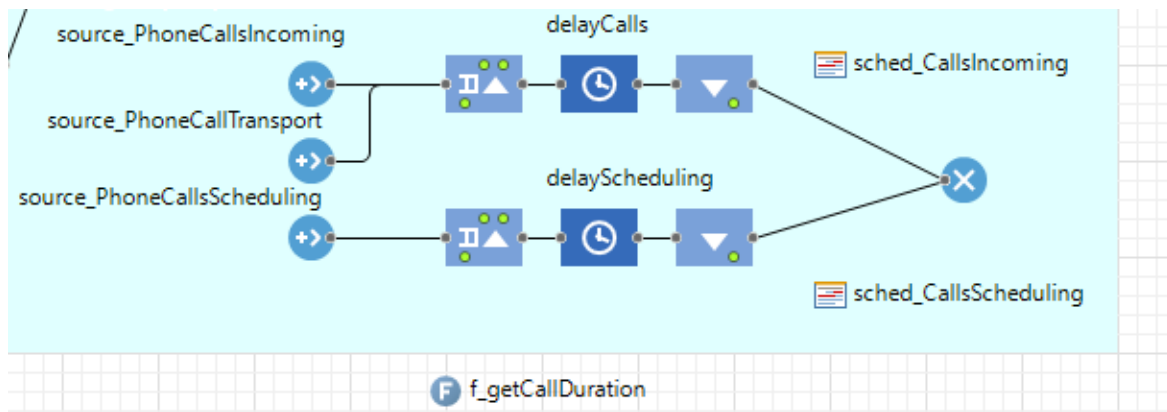 source_PhoneCallsIncoming
delayCalls
sched_CallsIncoming
source_PhoneCallTransport
source_PhoneCallsScheduling
delayScheduling
sched_CallsScheduling
f_getCallDuration